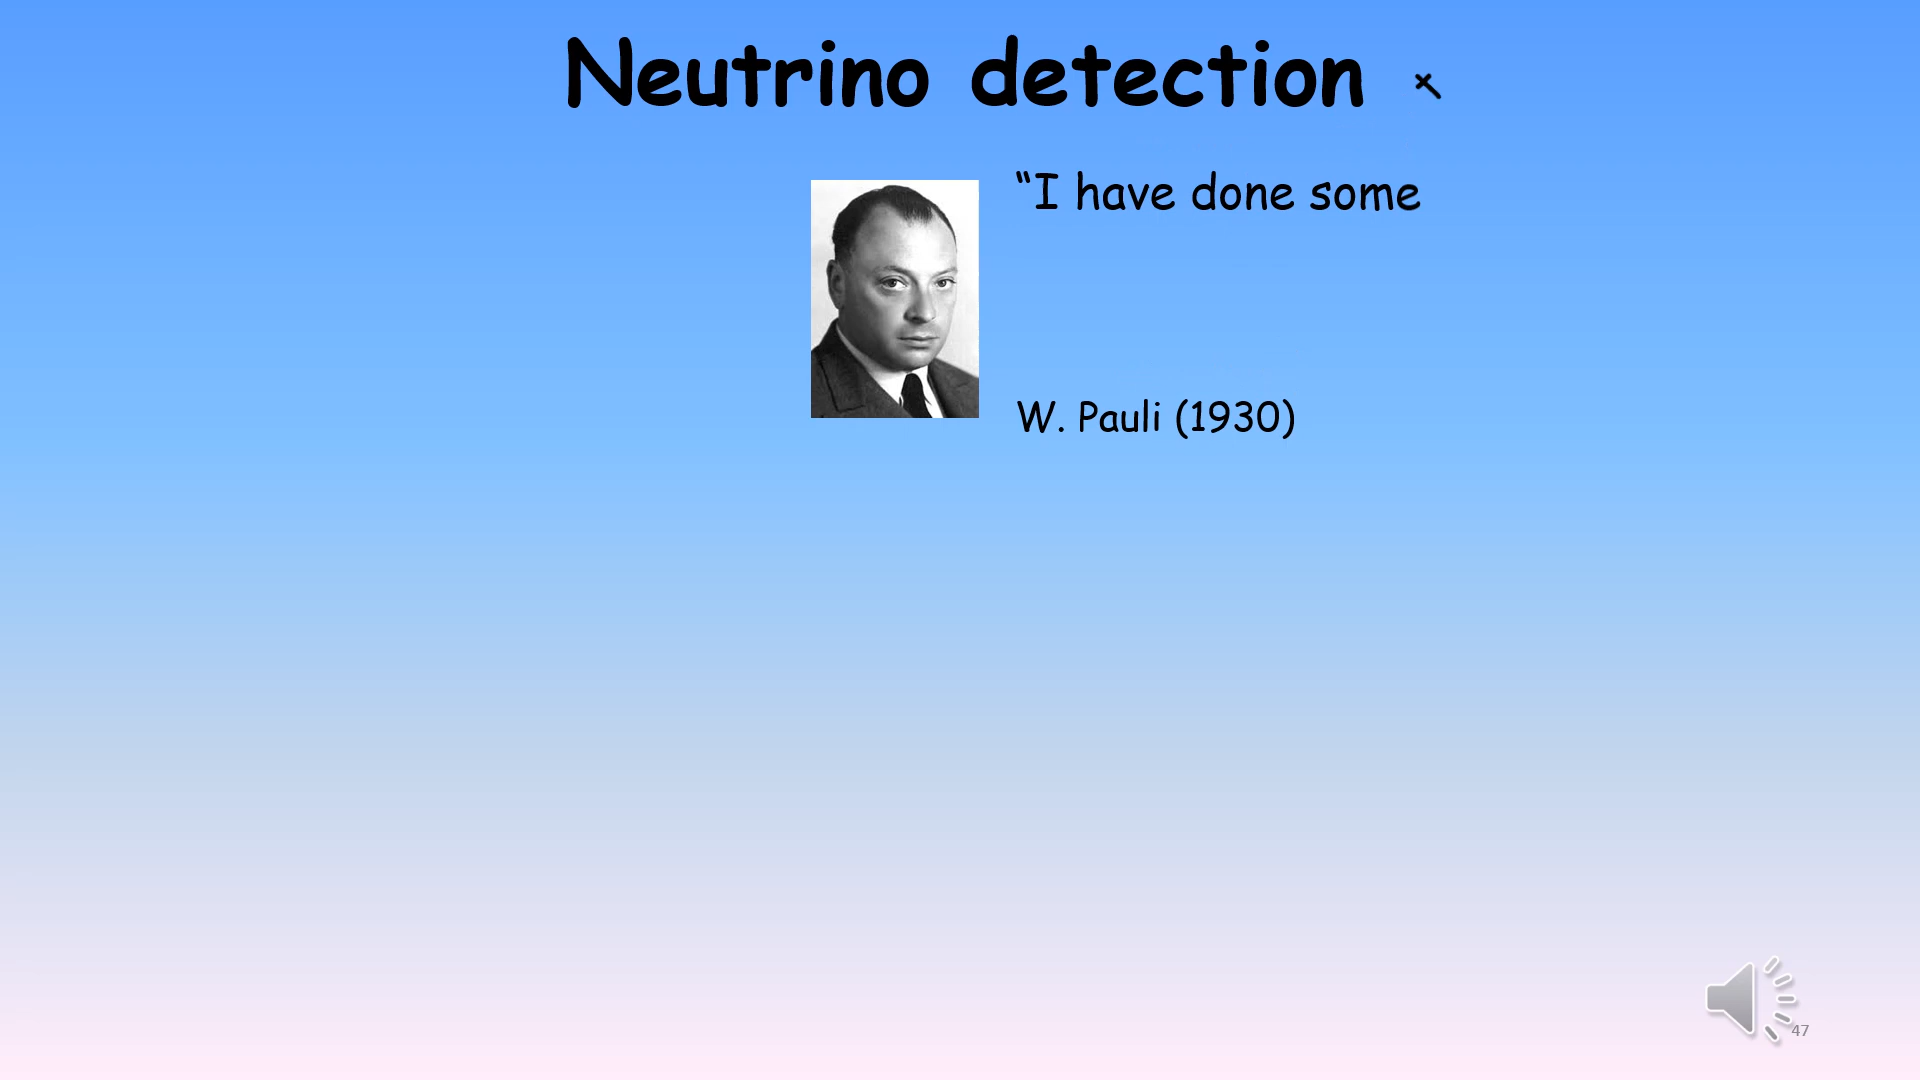 Neutrino detection
“I have done some
W. Pauli (1930)
47